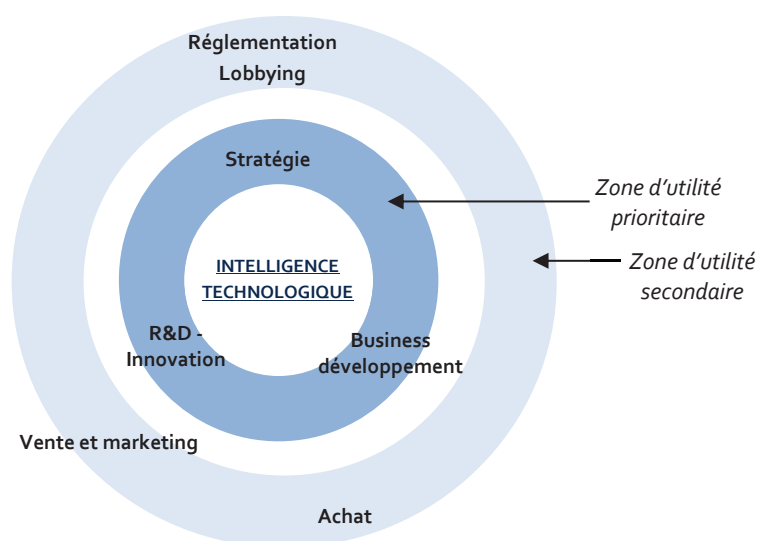 Réglementation
Lobbying
Stratégie
Zone d'utilité
prioritaire
Zone d'utilité
secondaire
INTELLIGENCE
TECHNOLOGIQUE
R&D -
Innovation
Business
développement
Vente et marketing
Achat